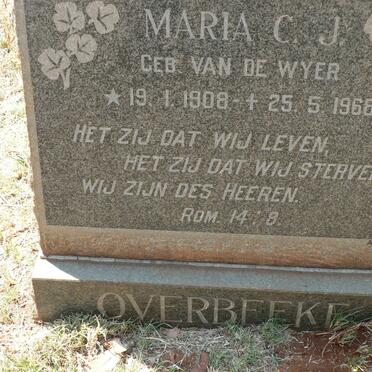 MARIA C. J.
GEB. VAN DE WYER
★ 19. 1. 1908 - ✝ 25. 5. 1968
HET ZIJ DAT WIJ LEVEN,
HET ZIJ DAT WIJ STERVE
WIJ ZIJN DES HEEREN.
ROM. 14 : 8.
OVERBEEKE